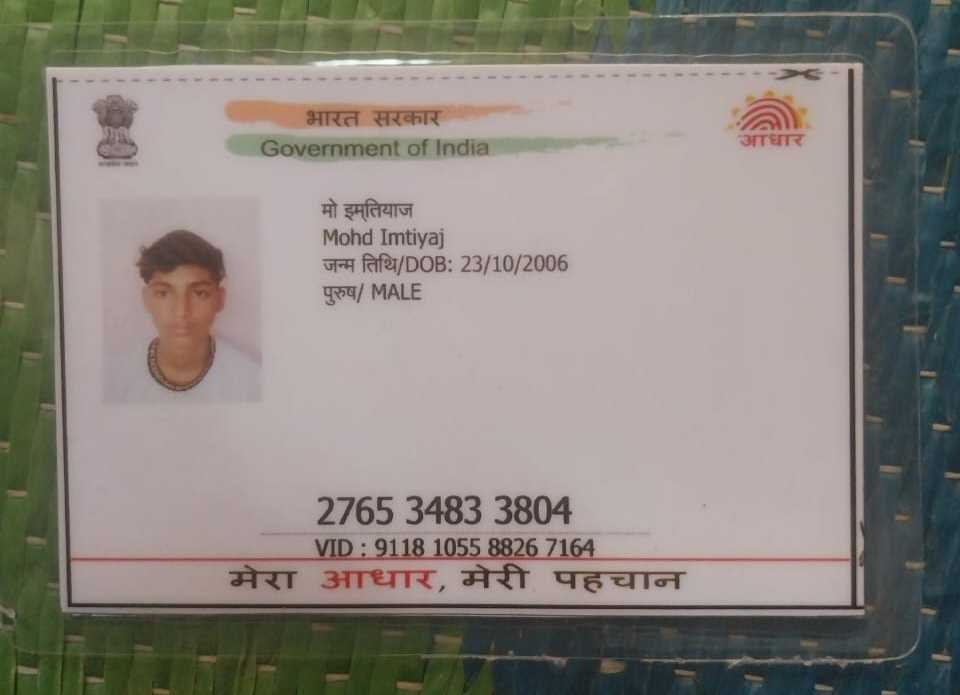 भारत सरकार
Government of India
आधार
मो इम्तियाज
Mohd Imtiyaj
जन्म तिथि/DOB: 23/10/2006
पुरुष/ MALE
2765 3483 3804
VID : 9118 1055 8826 7164
मेरा आधार, मेरी पहचान